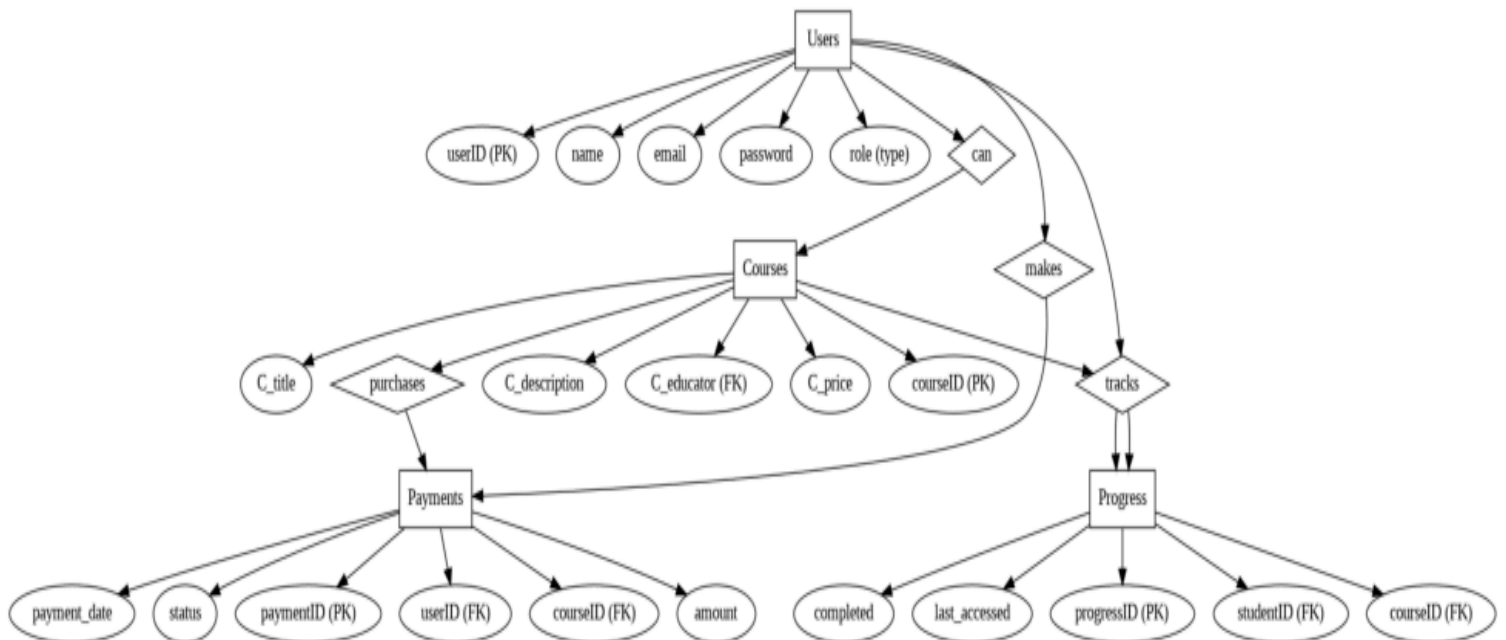 Users
userID (PK)
name
email
password
role (type)
can
Courses
makes
C_title
purchases
C_description
C_educator (FK)
C_price
courseID (PK)
tracks
Payments
Progress
payment_date
status
paymentID (PK)
userID (FK)
courseID (FK)
amount
completed
last_accessed
progressID (PK)
studentID (FK)
courseID (FK)